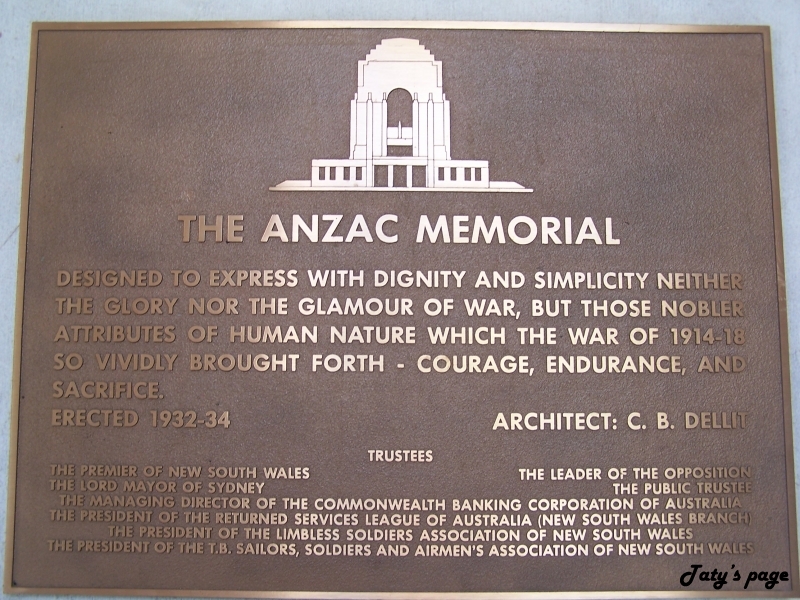 THE ANZAC MEMORIAL
DESIGNED TO EXPRESS WITH DIGNITY AND SIMPLICITY NEITHER
THE GLORY NOR THE GLAMOUR OF WAR, BUT THOSE NOBLER
ATTRIBUTES OF HUMAN NATURE WHICH THE WAR OF 1914-18
SO VIVIDLY BROUGHT FORTH - COURAGE, ENDURANCE, AND
SACRIFICE.
ERECTED 1932-34 ARCHITECT: C. B. DELLIT
TRUSTEES
THE PREMIER OF NEW SOUTH WALES THE LEADER OF THE OPPOSITION
THE LORD MAYOR OF SYDNEY THE PUBLIC TRUSTEE
THE MANAGING DIRECTOR OF THE COMMONWEALTH BANKING CORPORATION OF AUSTRALIA
THE PRESIDENT OF THE RETURNED SERVICES LEAGUE OF AUSTRALIA (NEW SOUTH WALES BRANCH)
THE PRESIDENT OF THE LIMBLESS SOLDIERS ASSOCIATION OF NEW SOUTH WALES
THE PRESIDENT OF THE T.B. SAILORS, SOLDIERS AND AIRMEN'S ASSOCIATION OF NEW SOUTH WALES
Taty's page